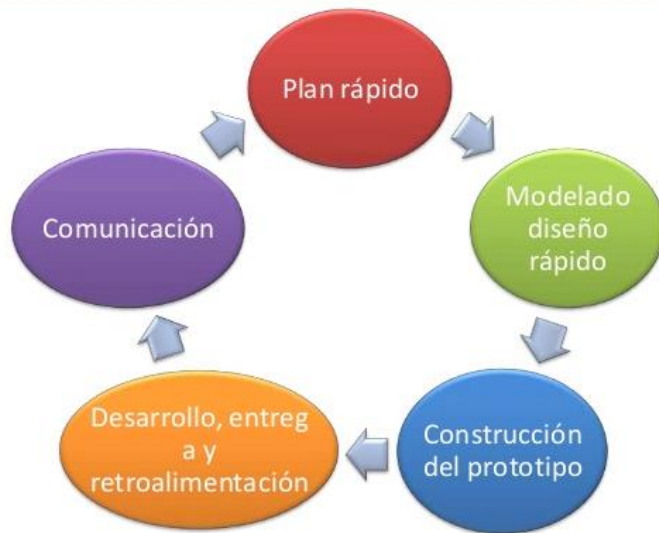 Plan rápido
Modelado
diseño
rápido
Comunicación
Desarrollo, entreg
a y
retroalimentación
Construcción
del prototipo